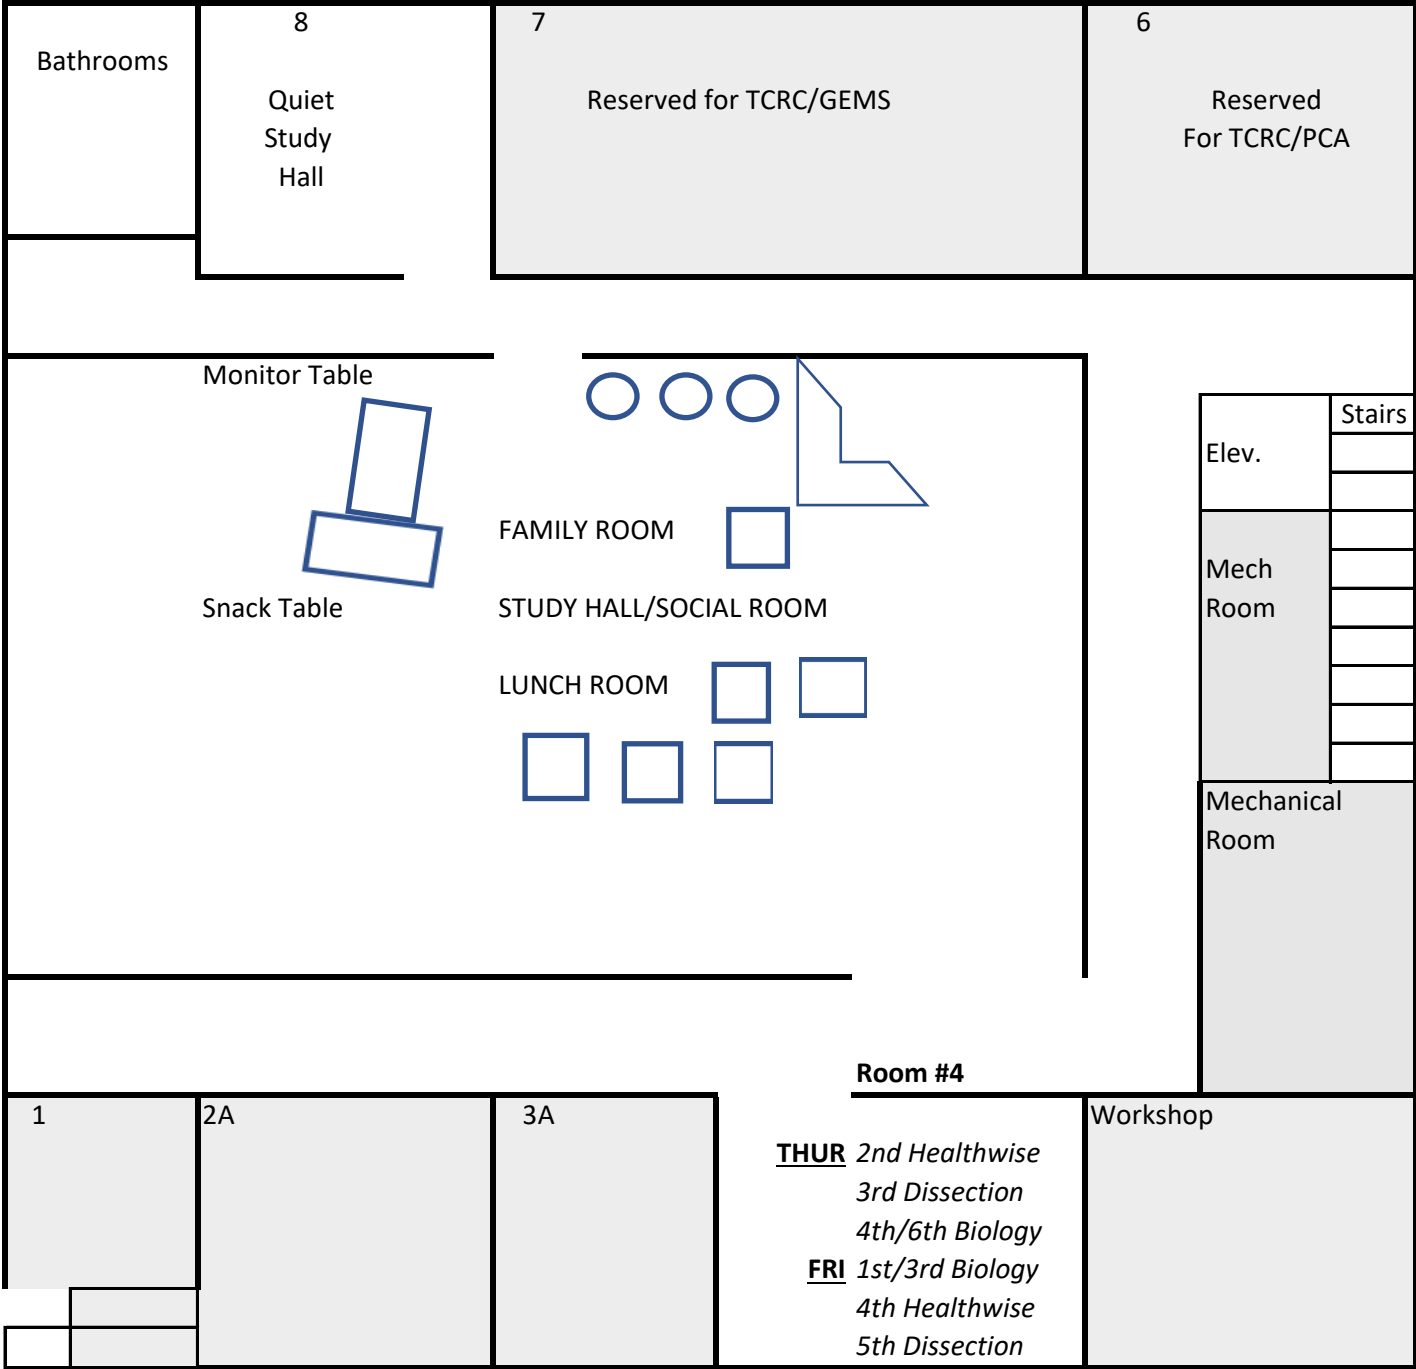 8
7
6
Bathrooms
Quiet
Study
Hall
Reserved for TCRC/GEMS
Reserved
For TCRC/PCA
Monitor Table
Stairs
Elev.
FAMILY ROOM
Mech
Room
Snack Table
STUDY HALL/SOCIAL ROOM
LUNCH ROOM
Mechanical
Room
Room #4
1
2A
3A
Workshop
THUR 2nd Healthwise
3rd Dissection
4th/6th Biology
FRI 1st/3rd Biology
4th Healthwise
5th Dissection